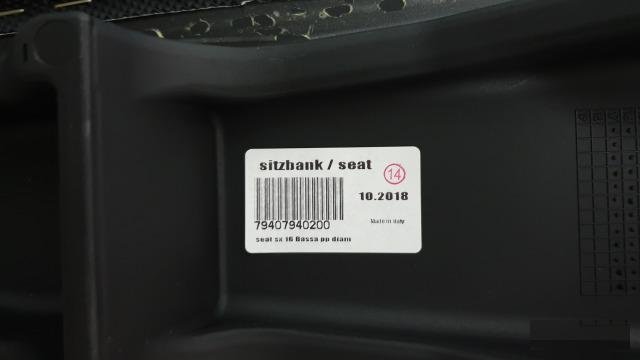 sitzbank / seat
14
10.2018
79407940200
Made in Italy
seat sx 16 Bassa pp diam